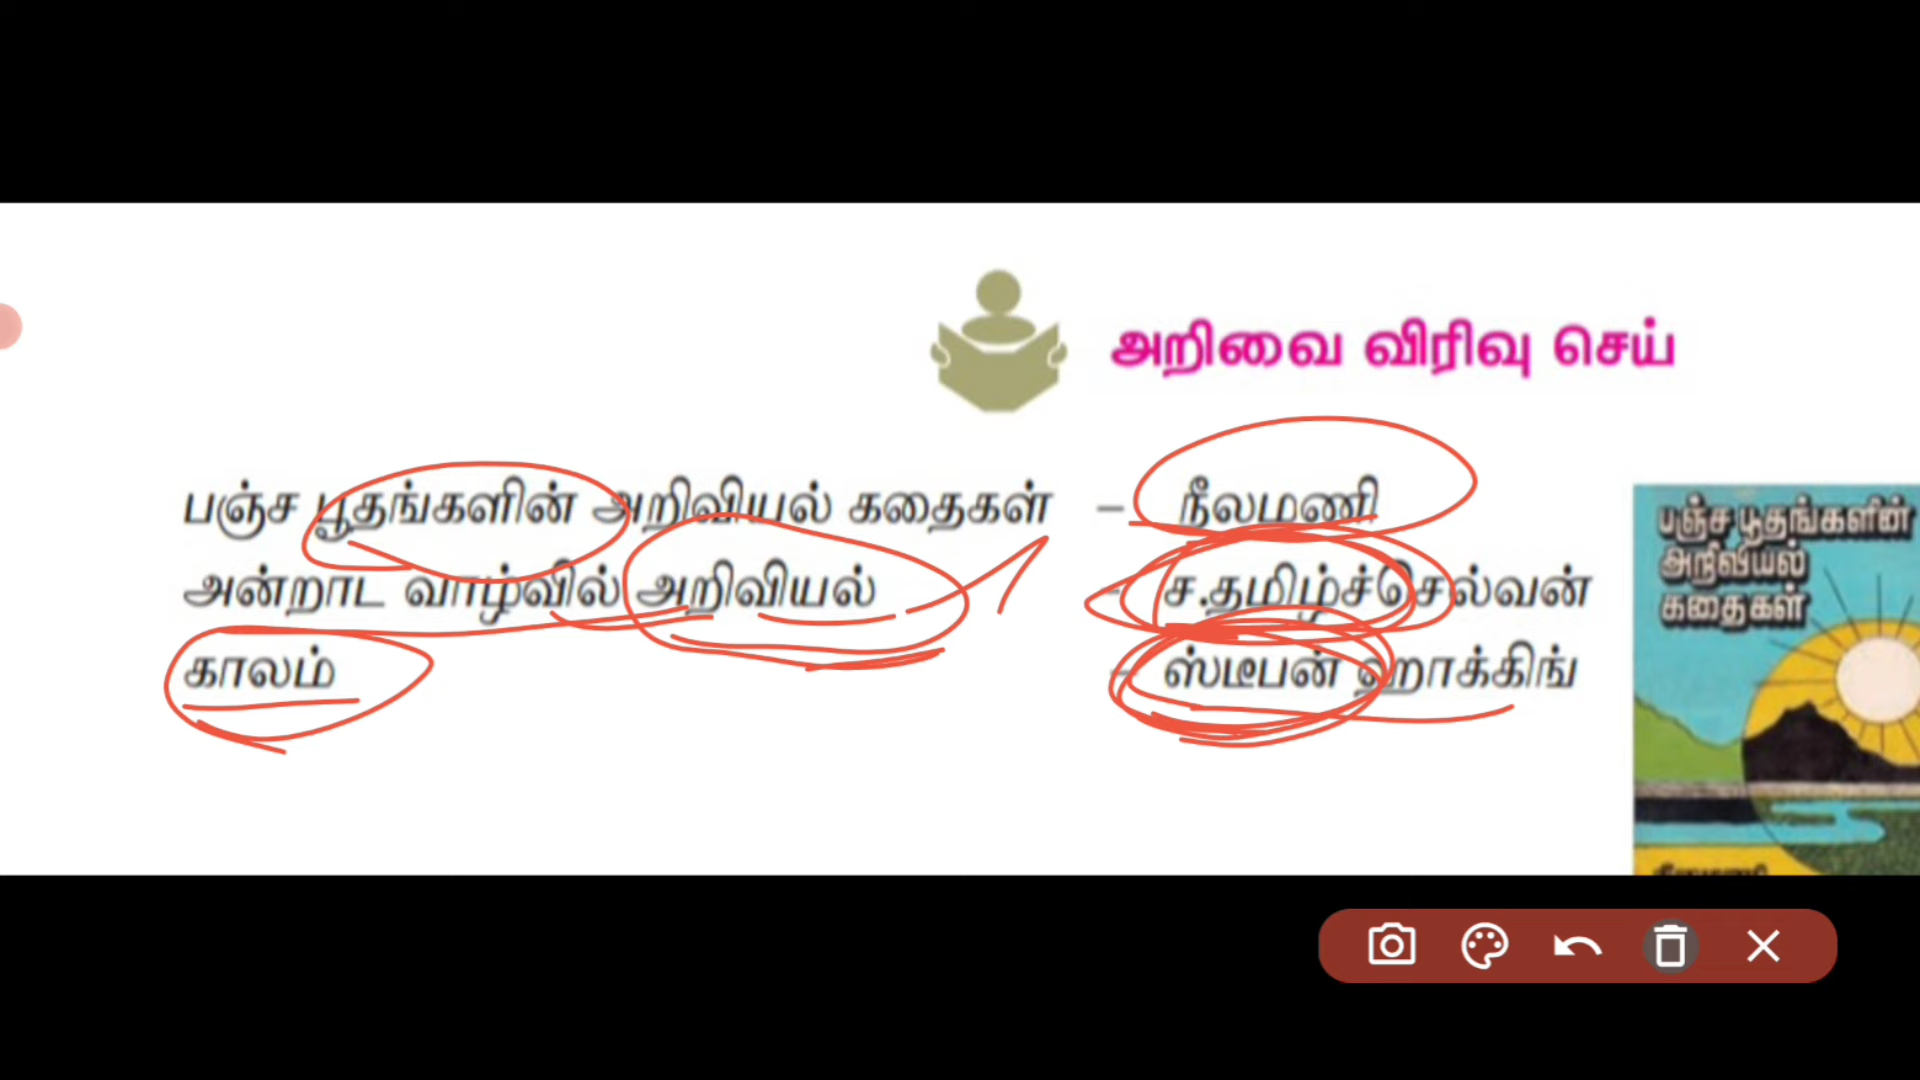 அறிவை விரிவு செய்
பஞ்ச பூதங்களின் அறிவியல் கதைகள் – நீலமணி
அன்றாட வாழ்வில் அறிவியல் – ச.தமிழ்ச்செல்வன்
காலம் – ஸ்டீபன் ஹாக்கிங்
பஞ்ச பூதங்களின்
அறிவியல்
கதைகள்